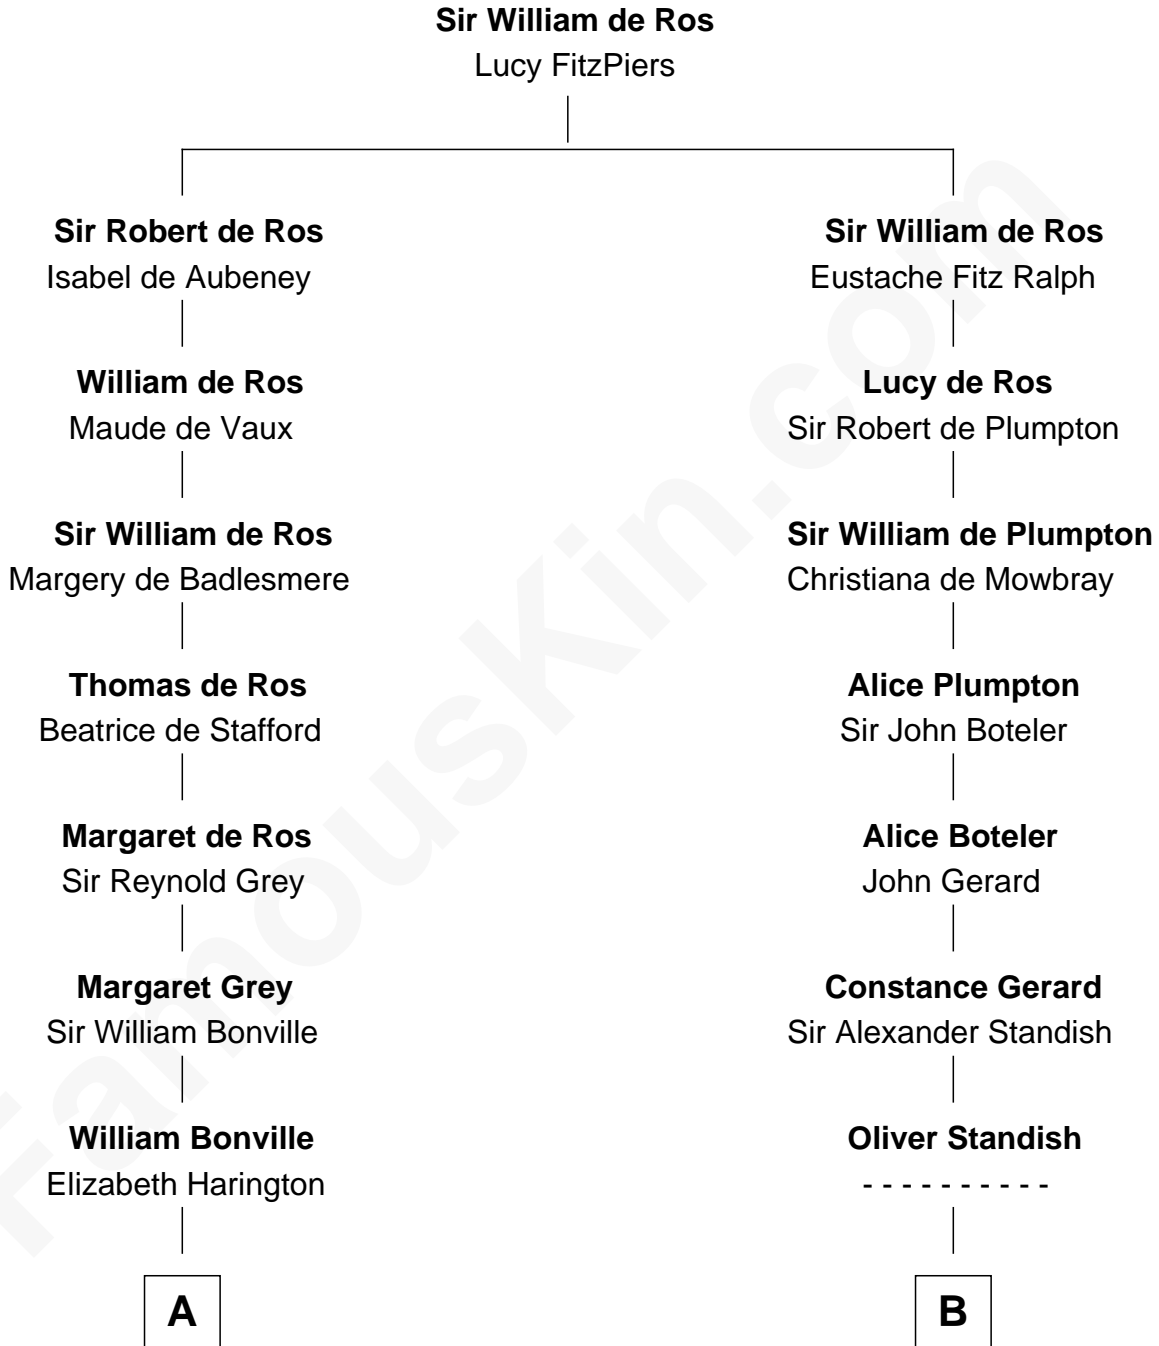 Sir William de Ros
Lucy FitzPiers
Sir Robert de Ros
Isabel de Aubeney
Sir William de Ros
Eustache Fitz Ralph
William de Ros
Maude de Vaux
Lucy de Ros
Sir Robert de Plumpton
Sir William de Ros
Margery de Badlesmere
Sir William de Plumpton
Christiana de Mowbray
Thomas de Ros
Beatrice de Stafford
Alice Plumpton
Sir John Boteler
Margaret de Ros
Sir Reynold Grey
Alice Boteler
John Gerard
Margaret Grey
Sir William Bonville
Constance Gerard
Sir Alexander Standish
William Bonville
Elizabeth Harington
Oliver Standish
- - - - - - - - - -
A
B
FamousKin.com